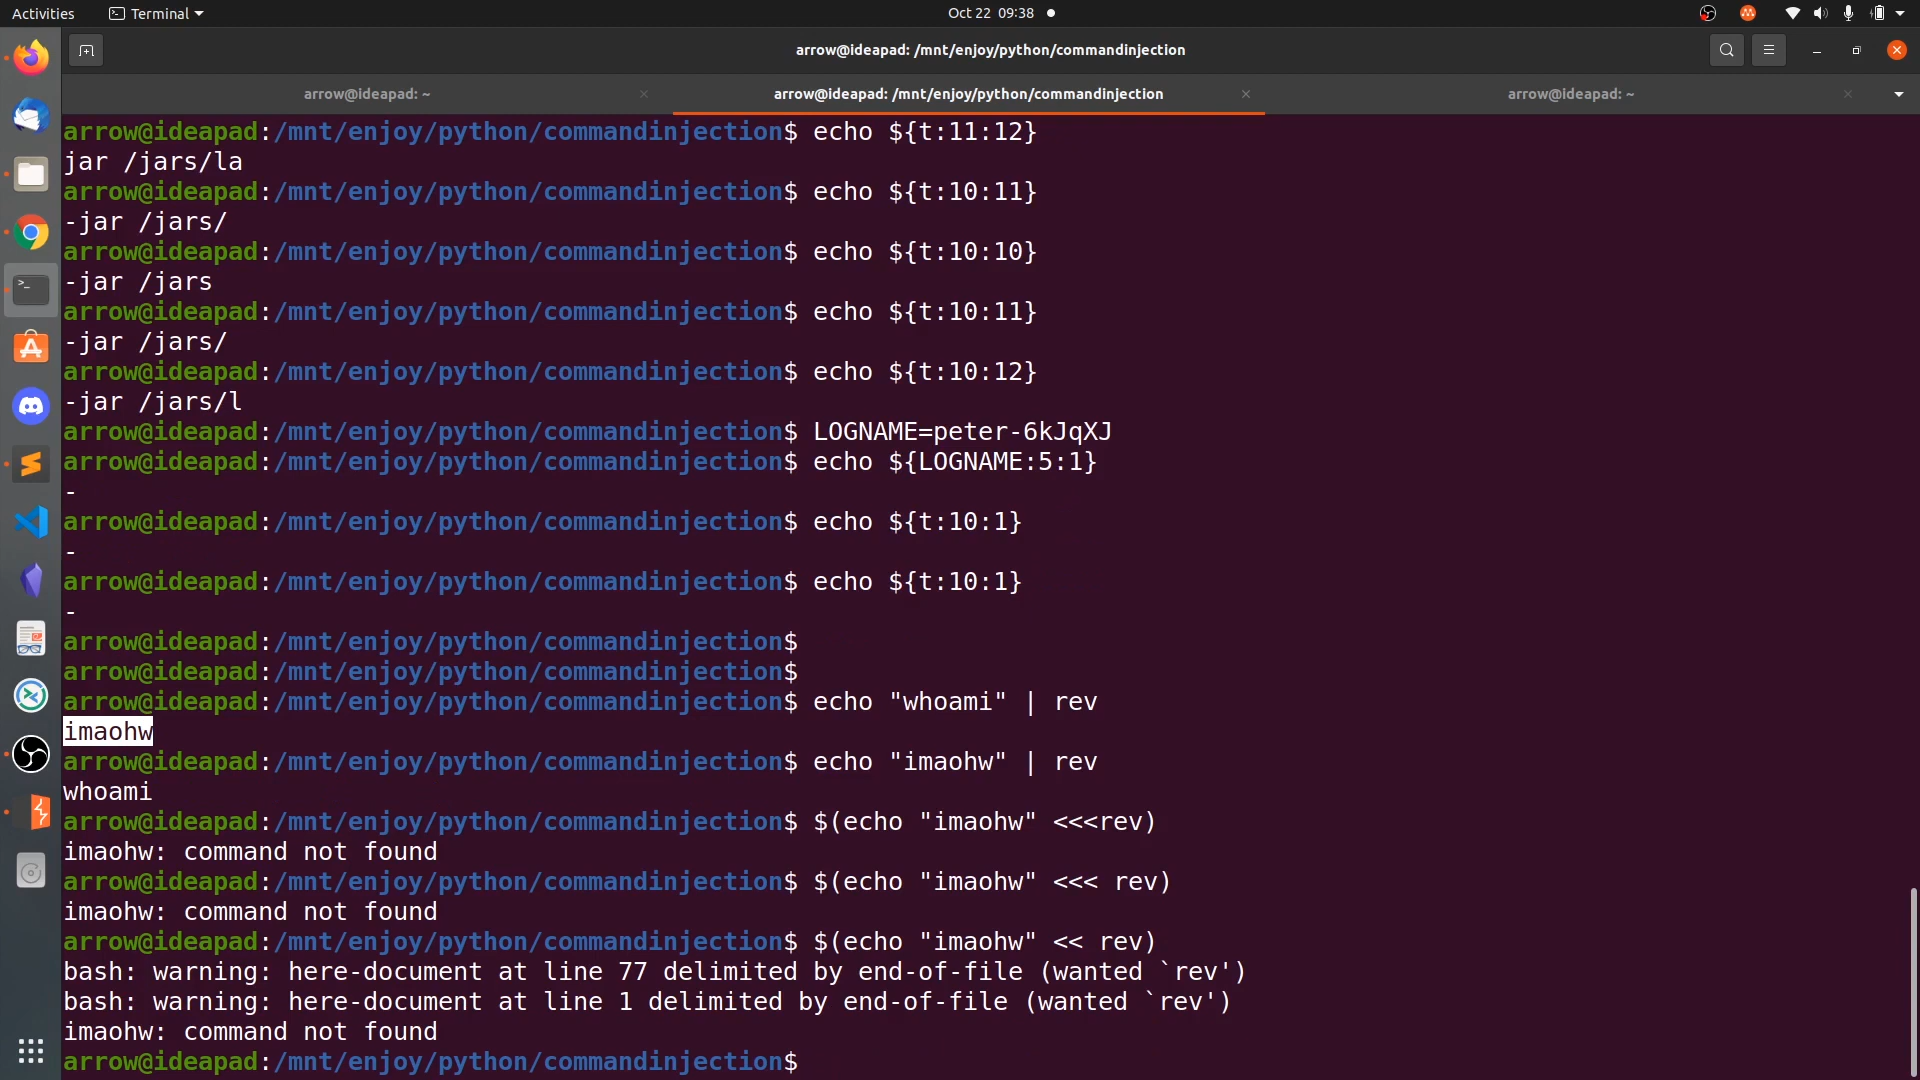 Activities Terminal Oct 22 09:38
arrow@ideapad: /mnt/enjoy/python/commandinjection
arrow@ideapad: ~ arrow@ideapad: /mnt/enjoy/python/commandinjection arrow@ideapad: ~
arrow@ideapad:/mnt/enjoy/python/commandinjection$ echo ${t:11:12}
jar /jars/la
arrow@ideapad:/mnt/enjoy/python/commandinjection$ echo ${t:10:11}
-jar /jars/
arrow@ideapad:/mnt/enjoy/python/commandinjection$ echo ${t:10:10}
-jar /jars
arrow@ideapad:/mnt/enjoy/python/commandinjection$ echo ${t:10:11}
-jar /jars/
arrow@ideapad:/mnt/enjoy/python/commandinjection$ echo ${t:10:12}
-jar /jars/l
arrow@ideapad:/mnt/enjoy/python/commandinjection$ LOGNAME=peter-6kJqXJ
arrow@ideapad:/mnt/enjoy/python/commandinjection$ echo ${LOGNAME:5:1}
-
arrow@ideapad:/mnt/enjoy/python/commandinjection$ echo ${t:10:1}
-
arrow@ideapad:/mnt/enjoy/python/commandinjection$ echo ${t:10:1}
-
arrow@ideapad:/mnt/enjoy/python/commandinjection$
arrow@ideapad:/mnt/enjoy/python/commandinjection$
arrow@ideapad:/mnt/enjoy/python/commandinjection$ echo "whoami" | rev
imaohw
arrow@ideapad:/mnt/enjoy/python/commandinjection$ echo "imaohw" | rev
whoami
arrow@ideapad:/mnt/enjoy/python/commandinjection$ $(echo "imaohw" <<<rev)
imaohw: command not found
arrow@ideapad:/mnt/enjoy/python/commandinjection$ $(echo "imaohw" <<< rev)
imaohw: command not found
arrow@ideapad:/mnt/enjoy/python/commandinjection$ $(echo "imaohw" << rev)
bash: warning: here-document at line 77 delimited by end-of-file (wanted `rev')
bash: warning: here-document at line 1 delimited by end-of-file (wanted `rev')
imaohw: command not found
arrow@ideapad:/mnt/enjoy/python/commandinjection$